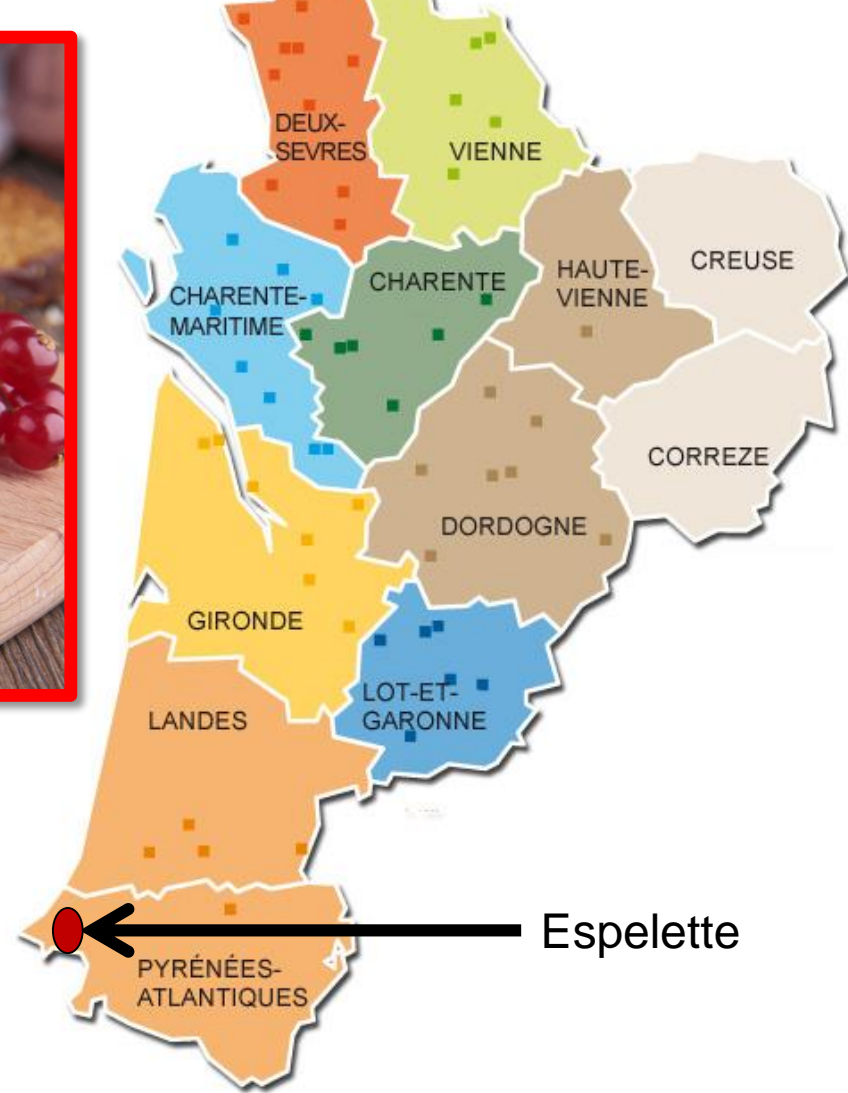 DEUX-
SEVRES
VIENNE
CREUSE
HAUTE-
VIENNE
CHARENTE
CHARENTE-
MARITIME
CORREZE
DORDOGNE
GIRONDE
LOT-ET-
GARONNE
LANDES
Espelette
PYRÉNÉES-
ATLANTIQUES